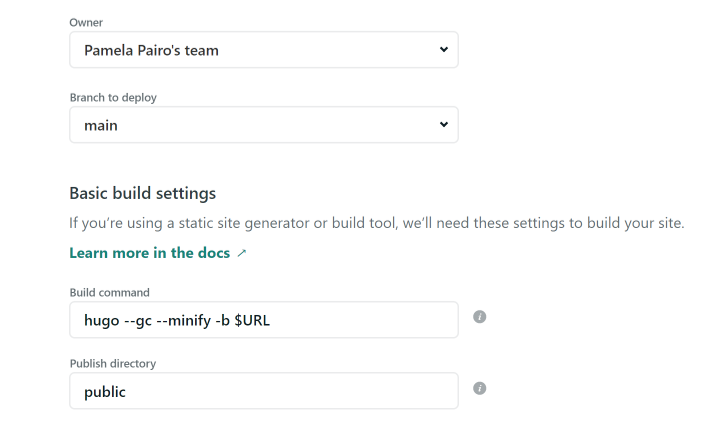 Owner
Pamela Pairo's team
Branch to deploy
main
Basic build settings
If you're using a static site generator or build tool, we'll need these settings to build your site.
Learn more in the docs ↗
Build command
hugo --gc --minify -b $URL
i
Publish directory
public
i